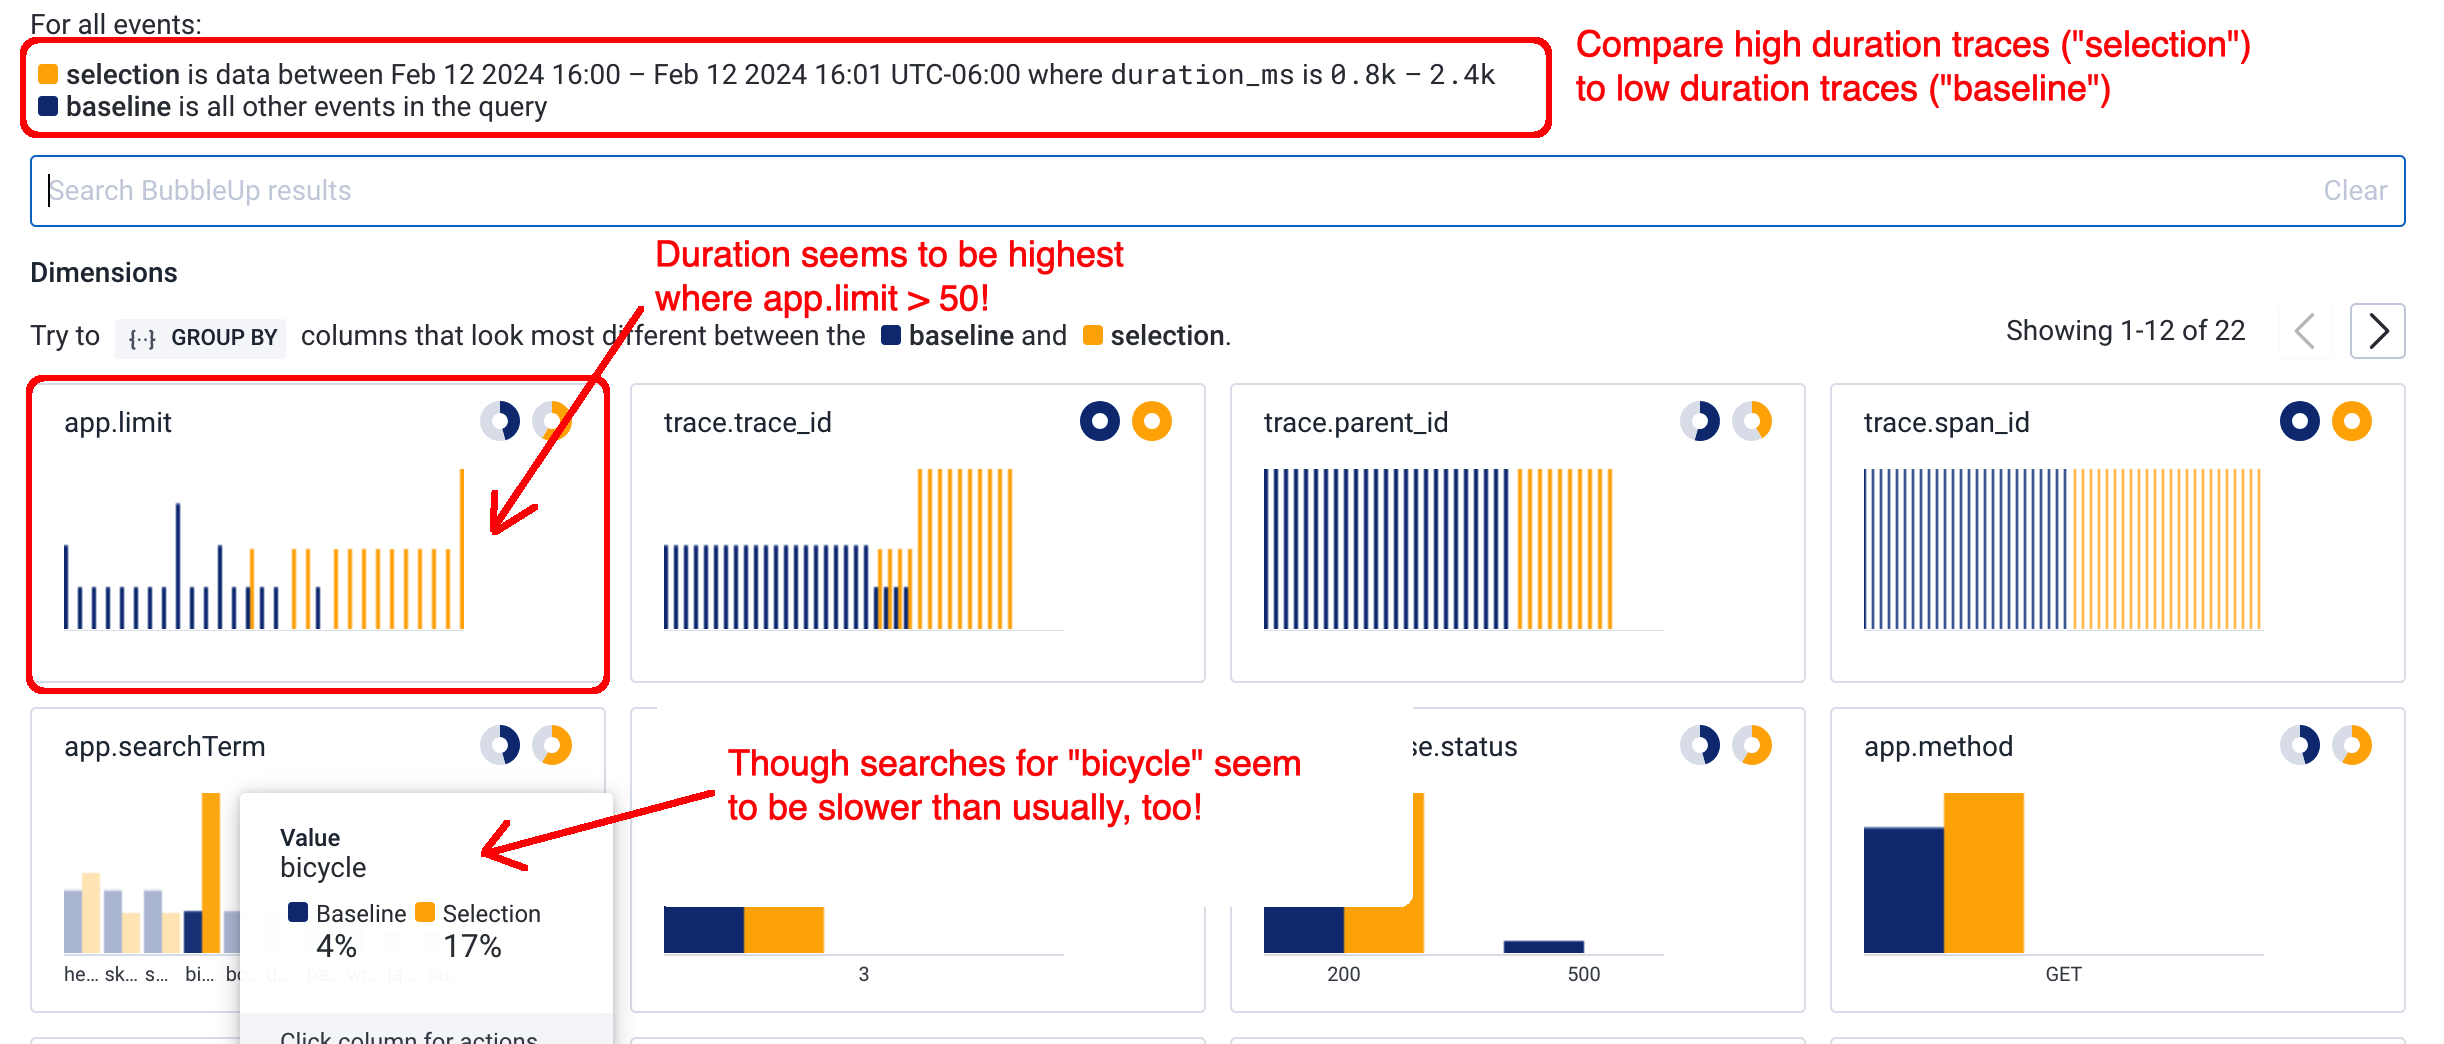 For all events:
selection is data between Feb 12 2024 16:00 – Feb 12 2024 16:01 UTC-06:00 where duration_ms is 0.8k – 2.4k
baseline is all other events in the query
Compare high duration traces ("selection")
to low duration traces ("baseline")
Search BubbleUp results
Clear
Duration seems to be highest
where app.limit > 50!
Dimensions
Try to {··} GROUP BY columns that look most different between the baseline and selection.
Showing 1-12 of 22
app.limit
trace.trace_id
trace.parent_id
trace.span_id
app.searchTerm
Though searches for "bicycle" seem
to be slower than usually, too!
se.status
app.method
Value
bicycle
Baseline Selection
4% 17%
he... sk... s... bi... bo
3
200
500
GET
Click column for actions